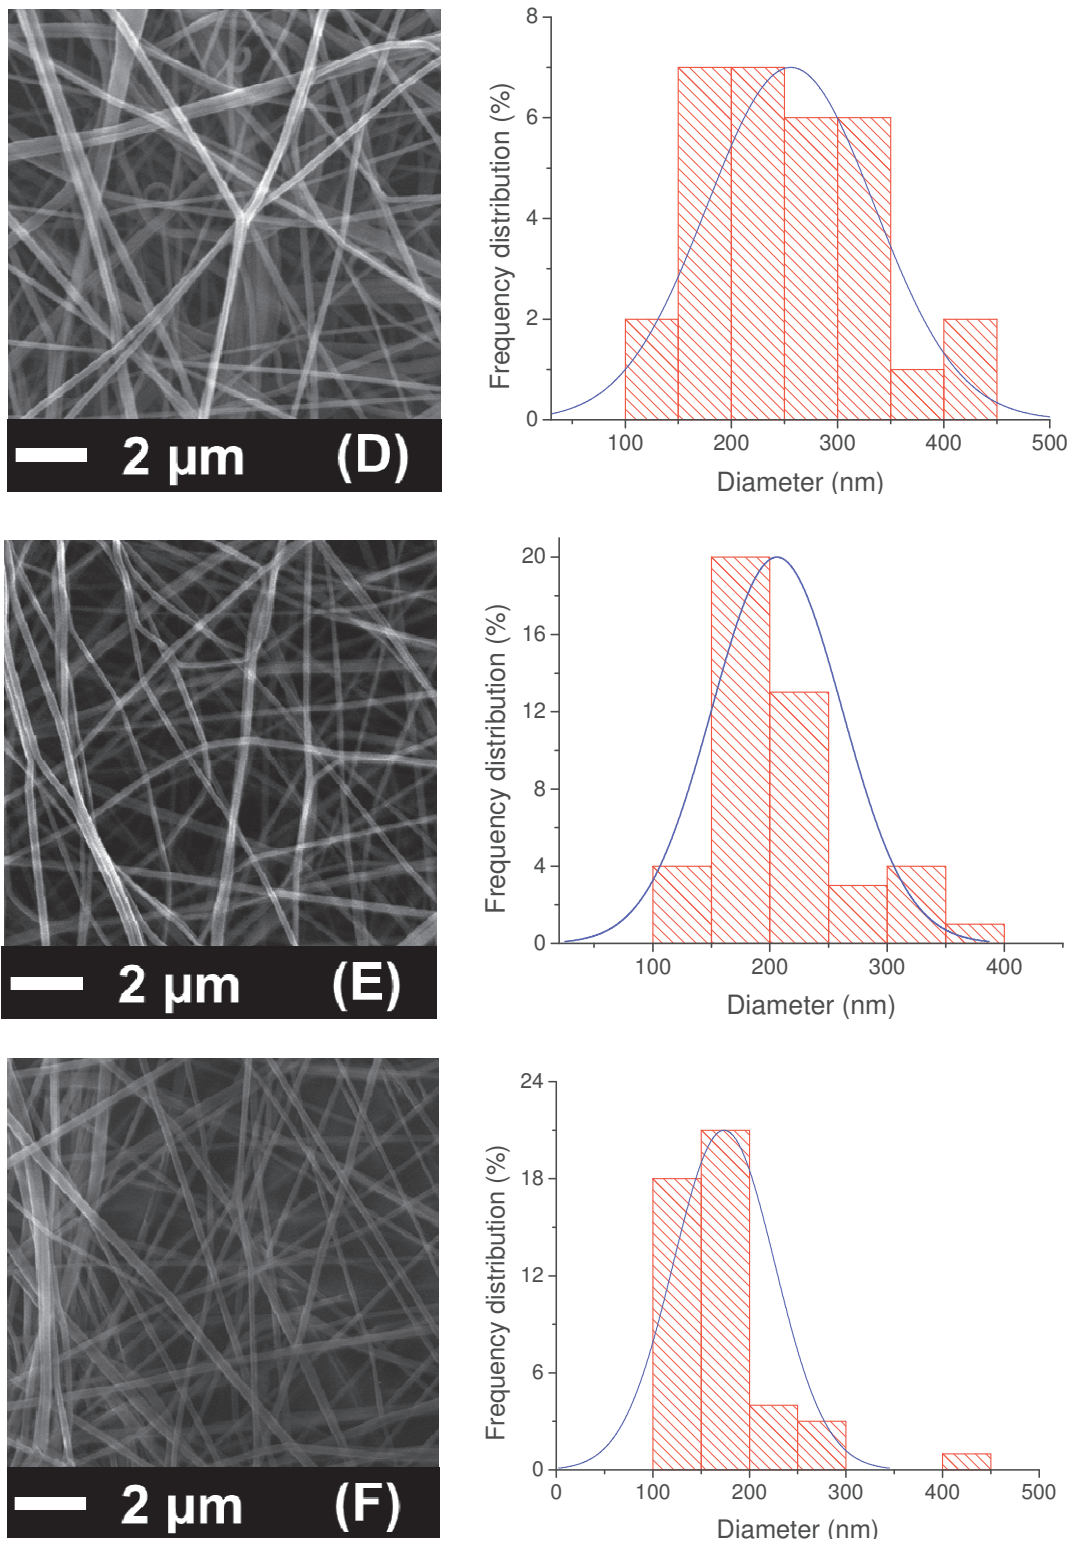 2 µm (D)
8
6
4
2
0
Frequency distribution (%)
100 200 300 400 500
Diameter (nm)
2 µm (E)
20
16
12
8
4
0
Frequency distribution (%)
100 200 300 400
Diameter (nm)
2 µm (F)
24
18
12
6
0
Frequency distribution (%)
0 100 200 300 400 500
Diameter (nm)